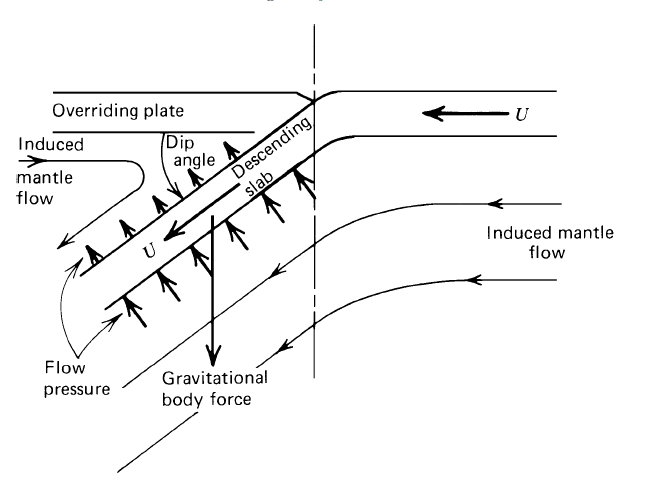 Overriding plate
U
Induced
mantle
flow
Dip
angle
Descending
slab
U
Induced mantle
flow
Flow
pressure
Gravitational
body force